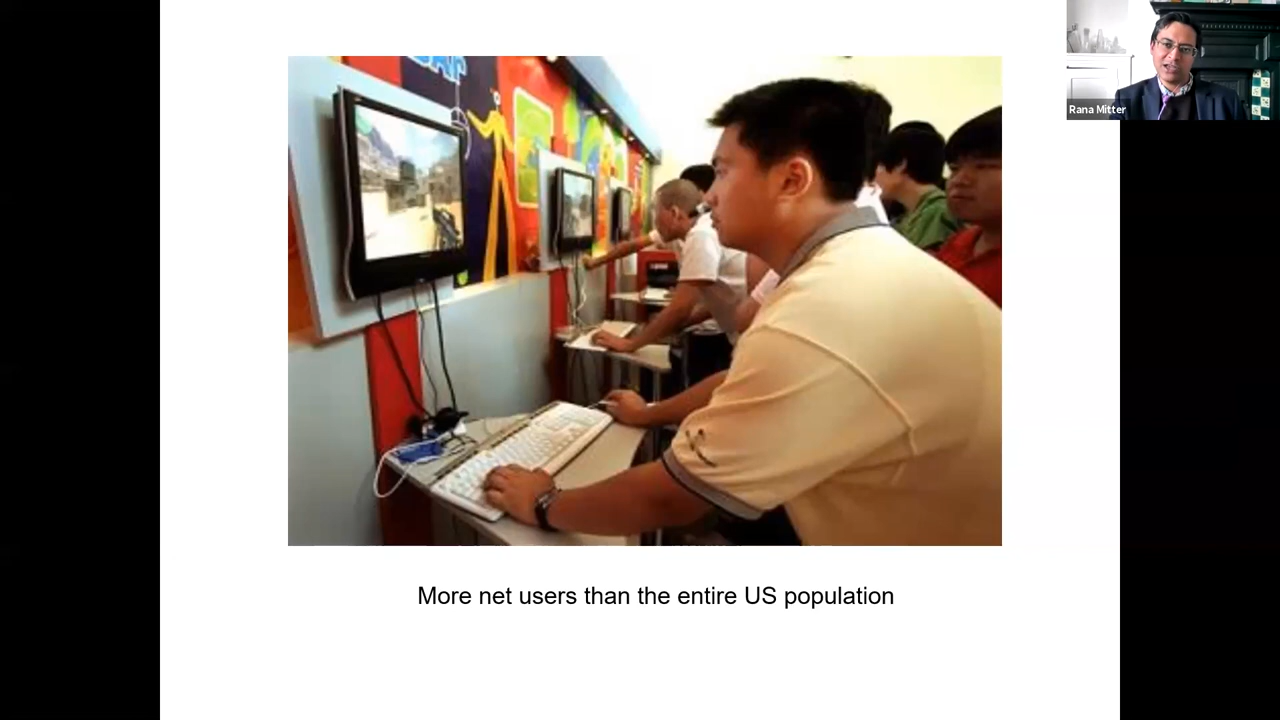 Rana Mitter
More net users than the entire US population